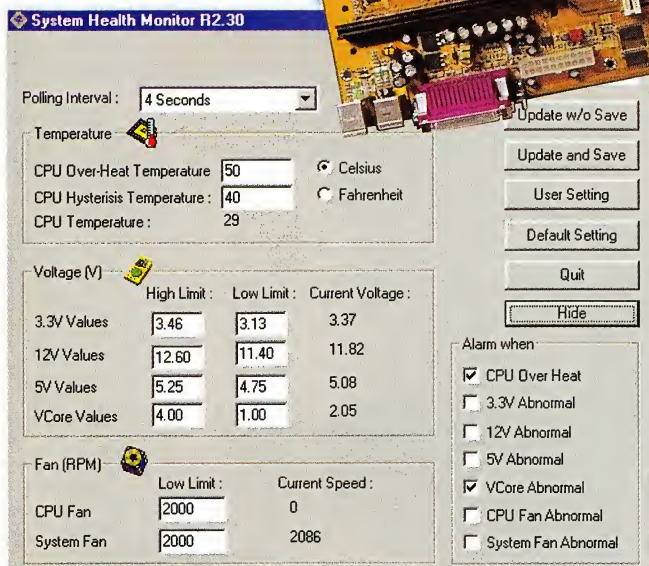 System Health Monitor R2.30
Polling Interval : 4 Seconds
Temperature
CPU Over-Heat Temperature 50
CPU Hysterisis Temperature : 40
CPU Temperature : 29
Celsius
Fahrenheit
Update w/o Save
Update and Save
User Setting
Default Setting
Quit
Hide
Voltage (V)
High Limit : Low Limit : Current Voltage :
3.3V Values 3.46 3.13 3.37
12V Values 12.60 11.40 11.82
5V Values 5.25 4.75 5.08
VCore Values 4.00 1.00 2.05
Fan (RPM)
Low Limit : Current Speed :
CPU Fan 2000 0
System Fan 2000 2086
Alarm when
CPU Over Heat
3.3V Abnormal
12V Abnormal
5V Abnormal
VCore Abnormal
CPU Fan Abnormal
System Fan Abnormal